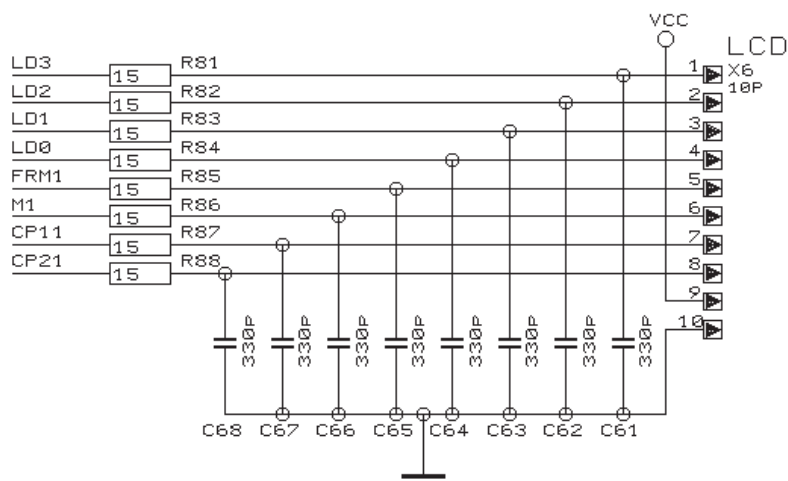 VCC
LCD
LD3 15 R81 1 X6
10P
LD2 15 R82 2
LD1 15 R83 3
LD0 15 R84 4
FRM1 15 R85 5
M1 15 R86 6
CP11 15 R87 7
CP21 15 R88 8
9
10
330P 330P 330P 330P 330P 330P 330P 330P
C68 C67 C66 C65 C64 C63 C62 C61